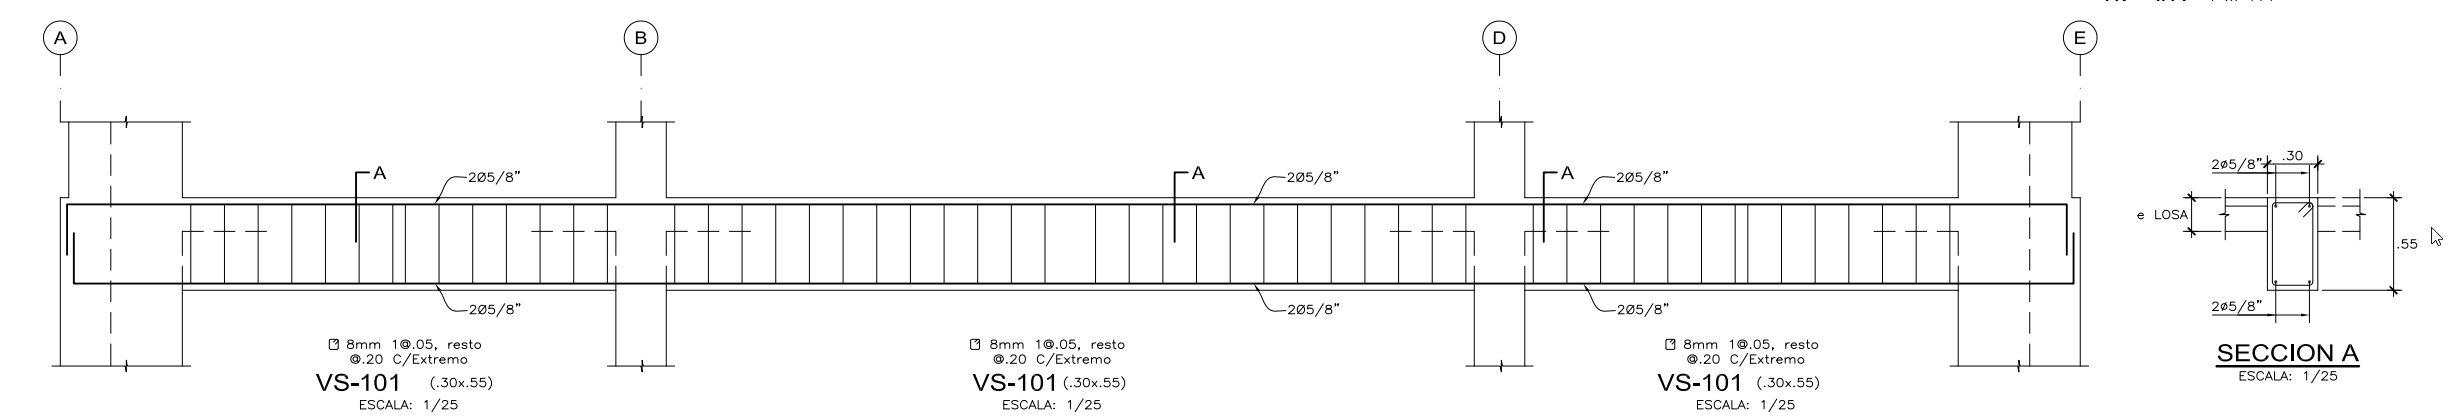 A B D E
A 2Ø5/8" A 2Ø5/8" A 2Ø5/8"
2Ø5/8" 2Ø5/8" 2Ø5/8"
8mm 1@.05, resto
@.20 C/Extremo
VS-101 (.30x.55)
ESCALA: 1/25
8mm 1@.05, resto
@.20 C/Extremo
VS-101 (.30x.55)
ESCALA: 1/25
8mm 1@.05, resto
@.20 C/Extremo
VS-101 (.30x.55)
ESCALA: 1/25
2ø5/8" .30
e LOSA
.55
2ø5/8"
SECCION A
ESCALA: 1/25